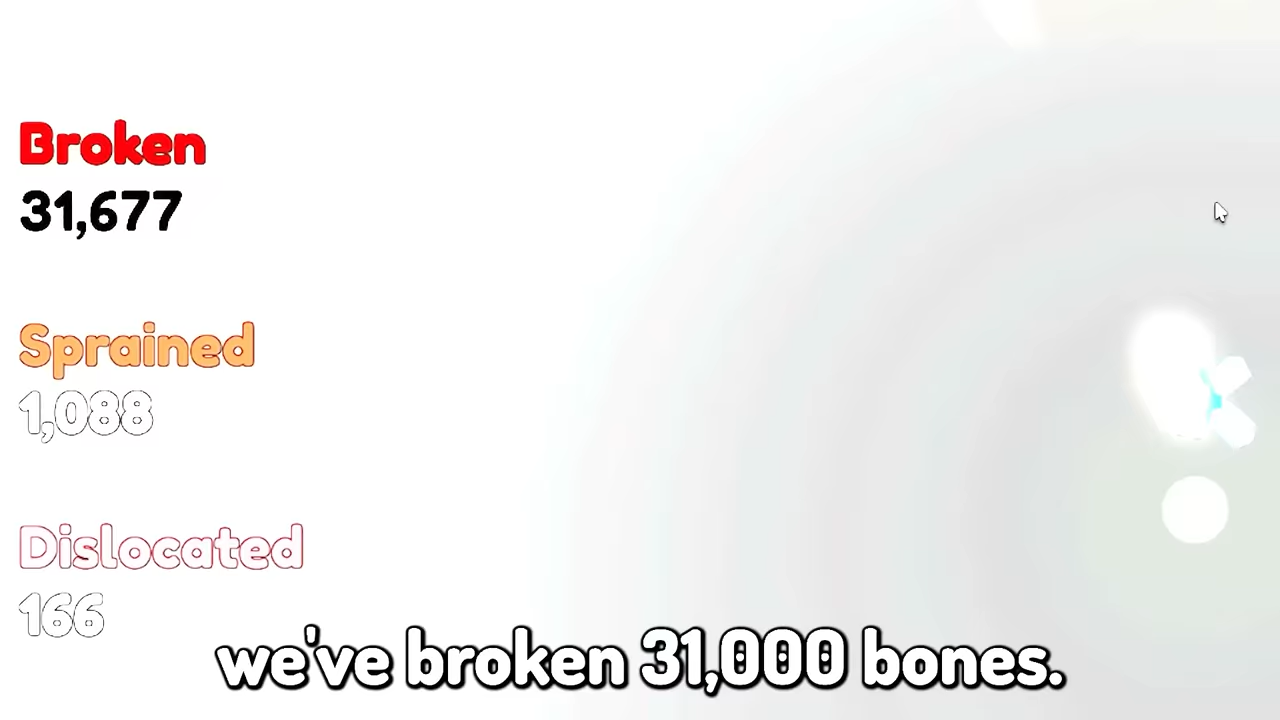 Broken
31,677
Sprained
1,088
Dislocated
166
we've broken 31,000 bones.